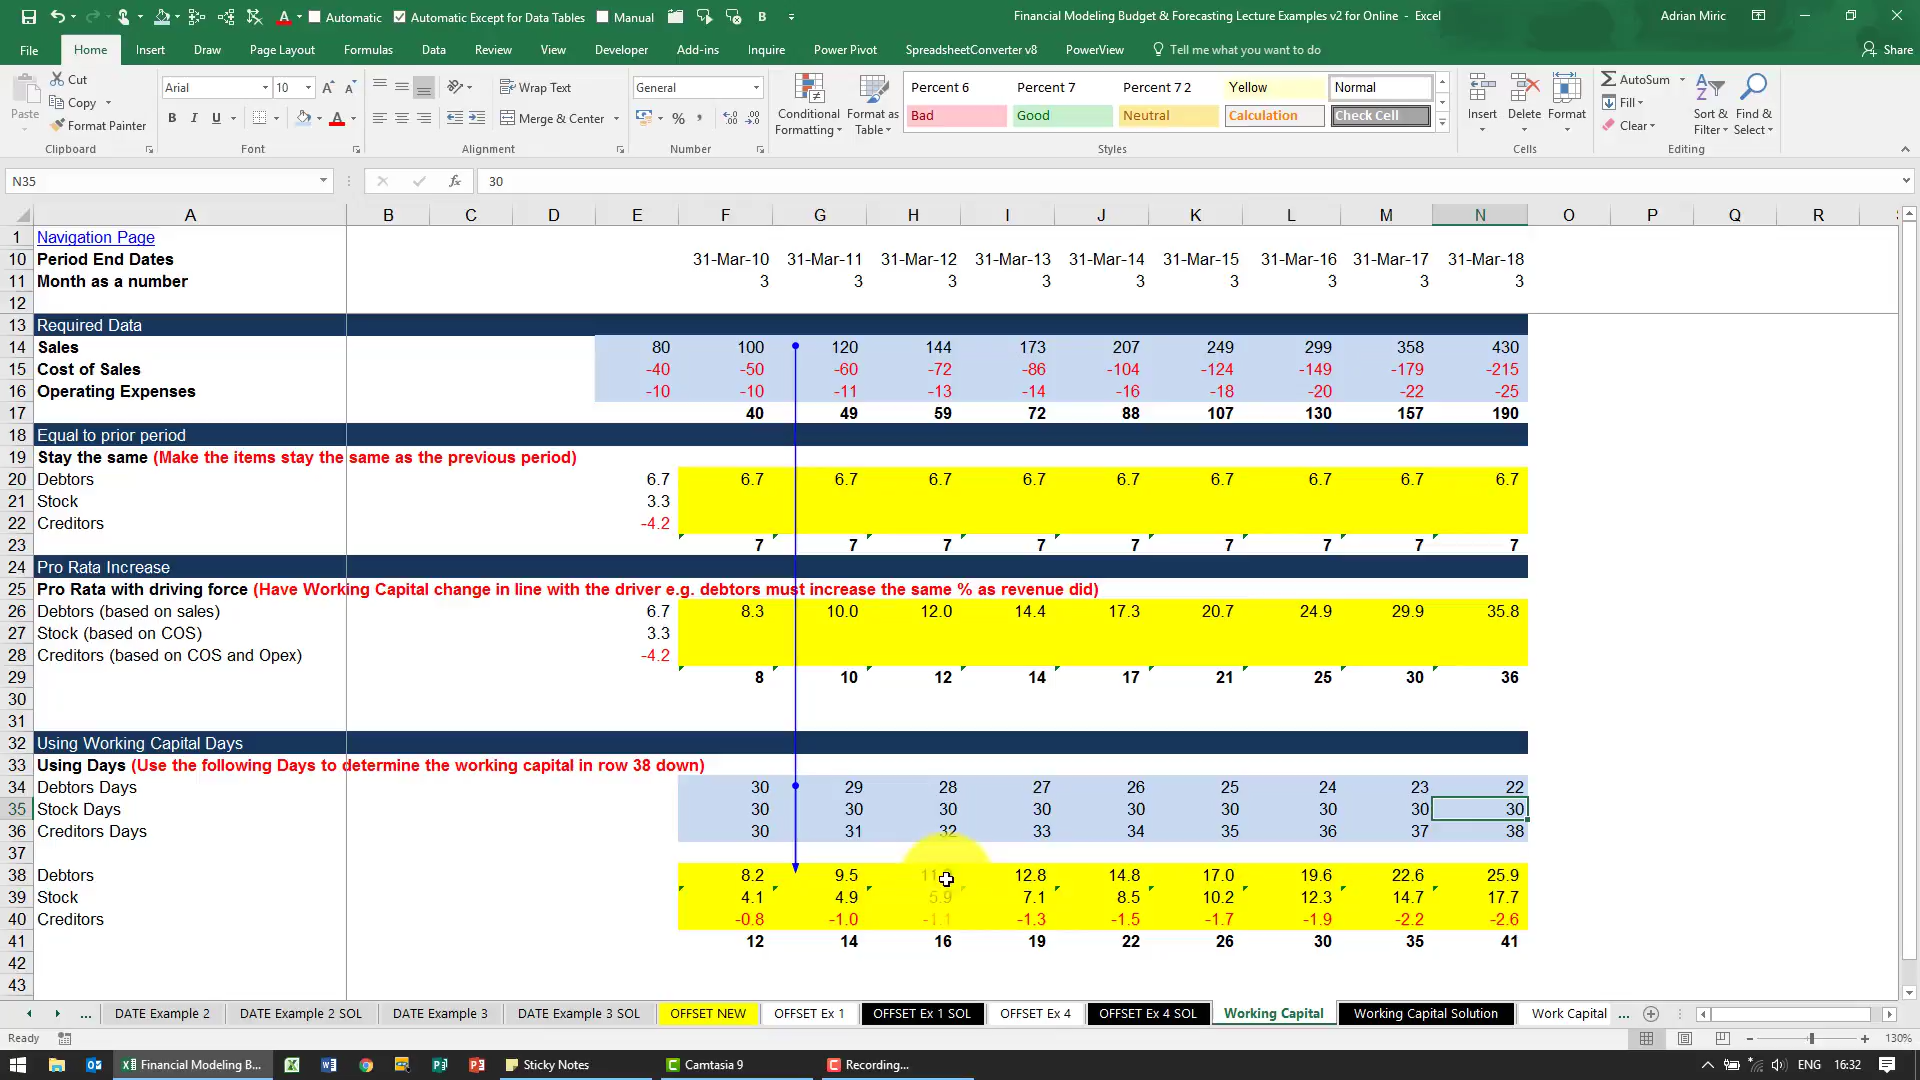 Automatic Automatic Except for Data Tables Manual B Financial Modeling Budget & Forecasting Lecture Examples v2 for Online - Excel Adrian Miric
File Home Insert Draw Page Layout Formulas Data Review View Developer Add-ins Inquire Power Pivot SpreadsheetConverter v8 PowerView Tell me what you want to do Share
Paste Cut Copy Format Painter
Arial 10
B I U
Wrap Text
Merge & Center
General
Conditional Formatting Format as Table
Percent 6 Percent 7 Percent 7 2 Yellow Normal
Bad Good Neutral Calculation Check Cell
Insert Delete Format
AutoSum Fill Clear
Sort & Filter Find & Select
Clipboard Font Alignment Number Styles Cells Editing
N35 fx 30
A B C D E F G H I J K L M N O P Q R
1 Navigation Page
10 Period End Dates 31-Mar-10 31-Mar-11 31-Mar-12 31-Mar-13 31-Mar-14 31-Mar-15 31-Mar-16 31-Mar-17 31-Mar-18
11 Month as a number 3 3 3 3 3 3 3 3 3
12
13 Required Data
14 Sales 80 100 120 144 173 207 249 299 358 430
15 Cost of Sales -40 -50 -60 -72 -86 -104 -124 -149 -179 -215
16 Operating Expenses -10 -10 -11 -13 -14 -16 -18 -20 -22 -25
17 40 49 59 72 88 107 130 157 190
18 Equal to prior period
19 Stay the same (Make the items stay the same as the previous period)
20 Debtors 6.7 6.7 6.7 6.7 6.7 6.7 6.7 6.7 6.7 6.7
21 Stock 3.3
22 Creditors -4.2
23 7 7 7 7 7 7 7 7 7
24 Pro Rata Increase
25 Pro Rata with driving force (Have Working Capital change in line with the driver e.g. debtors must increase the same % as revenue did)
26 Debtors (based on sales) 6.7 8.3 10.0 12.0 14.4 17.3 20.7 24.9 29.9 35.8
27 Stock (based on COS) 3.3
28 Creditors (based on COS and Opex) -4.2
29 8 10 12 14 17 21 25 30 36
30
31
32 Using Working Capital Days
33 Using Days (Use the following Days to determine the working capital in row 38 down)
34 Debtors Days 30 29 28 27 26 25 24 23 22
35 Stock Days 30 30 30 30 30 30 30 30 30
36 Creditors Days 30 31 32 33 34 35 36 37 38
37
38 Debtors 8.2 9.5 12.8 14.8 17.0 19.6 22.6 25.9
39 Stock 4.1 4.9 5.9 7.1 8.5 10.2 12.3 14.7 17.7
40 Creditors -0.8 -1.0 -1.1 -1.3 -1.5 -1.7 -1.9 -2.2 -2.6
41 12 14 16 19 22 26 30 35 41
42
43
... DATE Example 2 DATE Example 2 SOL DATE Example 3 DATE Example 3 SOL OFFSET NEW OFFSET Ex 1 OFFSET Ex 1 SOL OFFSET Ex 4 OFFSET Ex 4 SOL Working Capital Working Capital Solution Work Capital ...
Ready 130%
Financial Modeling B... Sticky Notes Camtasia 9 Recording... ENG 16:32